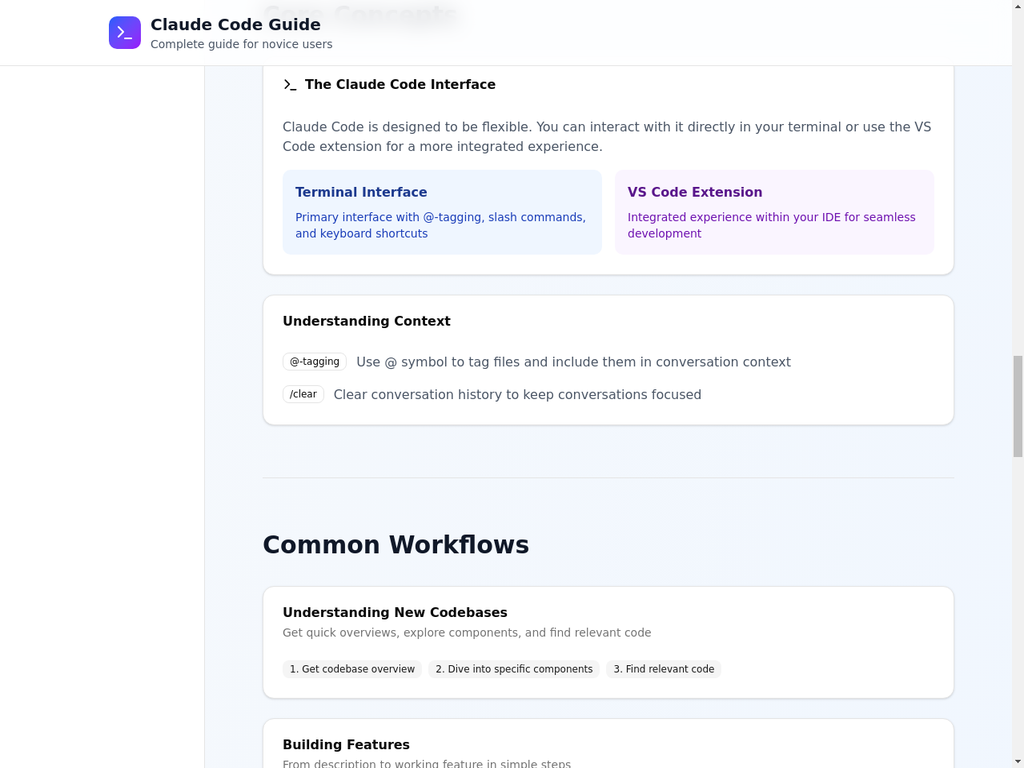 Core Concepts
Claude Code Guide
Complete guide for novice users
The Claude Code Interface
Claude Code is designed to be flexible. You can interact with it directly in your terminal or use the VS
Code extension for a more integrated experience.
Terminal Interface
Primary interface with @-tagging, slash commands,
and keyboard shortcuts
VS Code Extension
Integrated experience within your IDE for seamless
development
Understanding Context
@-tagging Use @ symbol to tag files and include them in conversation context
/clear Clear conversation history to keep conversations focused
Common Workflows
Understanding New Codebases
Get quick overviews, explore components, and find relevant code
1. Get codebase overview 2. Dive into specific components 3. Find relevant code
Building Features
From description to working feature in simple steps